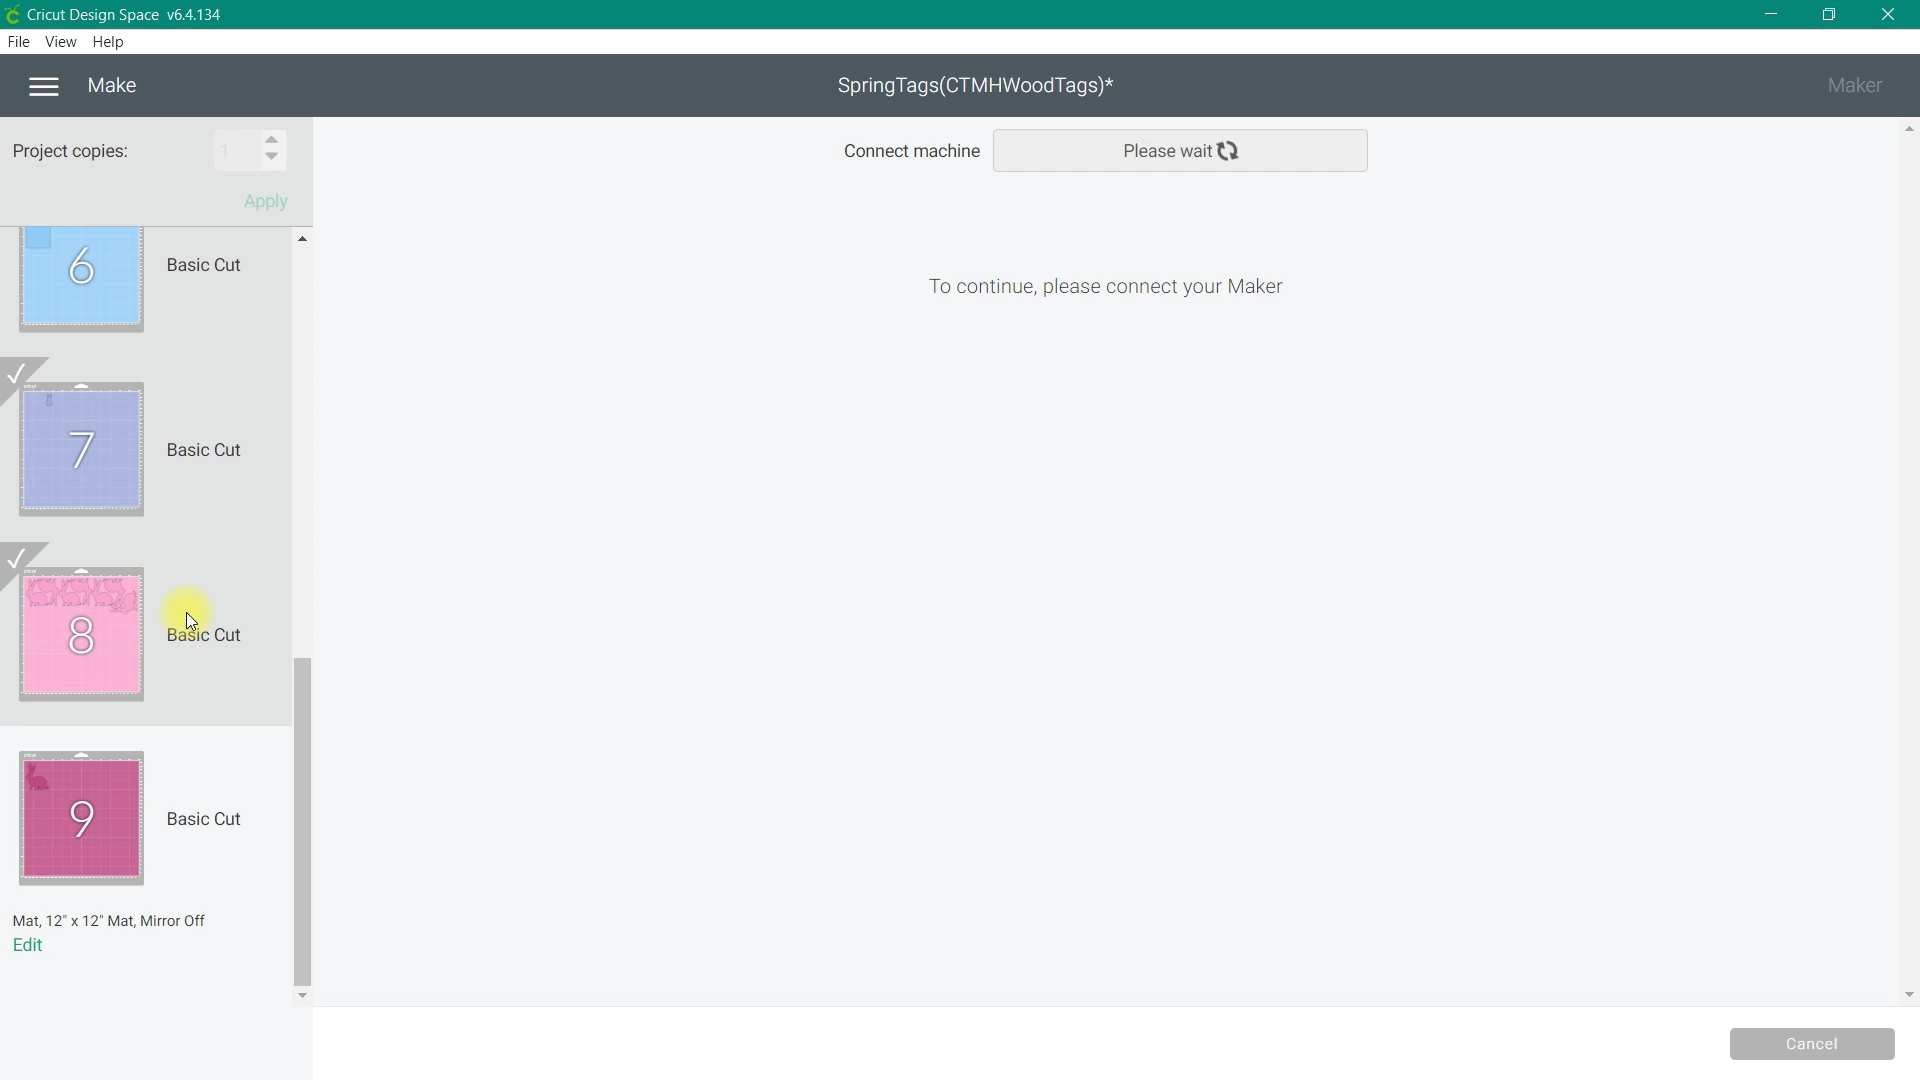 Cricut Design Space v6.4.134
File View Help
Make
SpringTags(CTMHWoodTags)*
Maker
Project copies: 1
Apply
Connect machine Please wait
To continue, please connect your Maker
6 Basic Cut
7 Basic Cut
8 Basic Cut
9 Basic Cut
Mat, 12" x 12" Mat, Mirror Off
Edit
Cancel